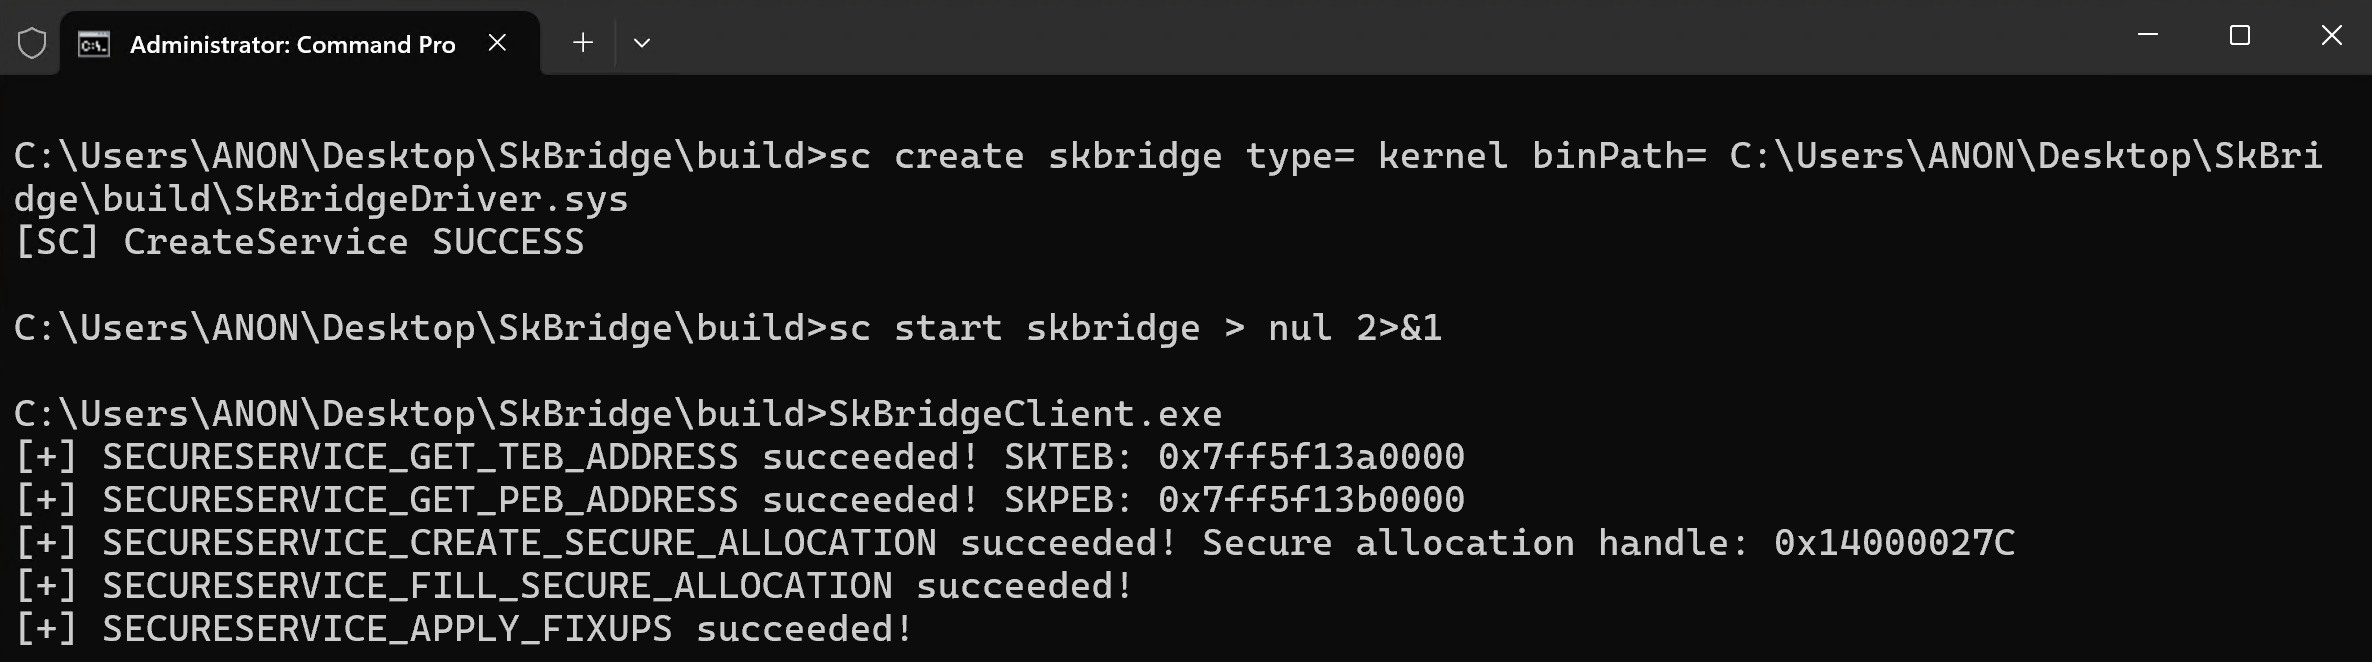 Administrator: Command Pro
C:\Users\ANON\Desktop\SkBridge\build>sc create skbridge type= kernel binPath= C:\Users\ANON\Desktop\SkBri
dge\build\SkBridgeDriver.sys
[SC] CreateService SUCCESS
C:\Users\ANON\Desktop\SkBridge\build>sc start skbridge > nul 2>&1
C:\Users\ANON\Desktop\SkBridge\build>SkBridgeClient.exe
[+] SECURESERVICE_GET_TEB_ADDRESS succeeded! SKTEB: 0x7ff5f13a0000
[+] SECURESERVICE_GET_PEB_ADDRESS succeeded! SKPEB: 0x7ff5f13b0000
[+] SECURESERVICE_CREATE_SECURE_ALLOCATION succeeded! Secure allocation handle: 0x14000027C
[+] SECURESERVICE_FILL_SECURE_ALLOCATION succeeded!
[+] SECURESERVICE_APPLY_FIXUPS succeeded!